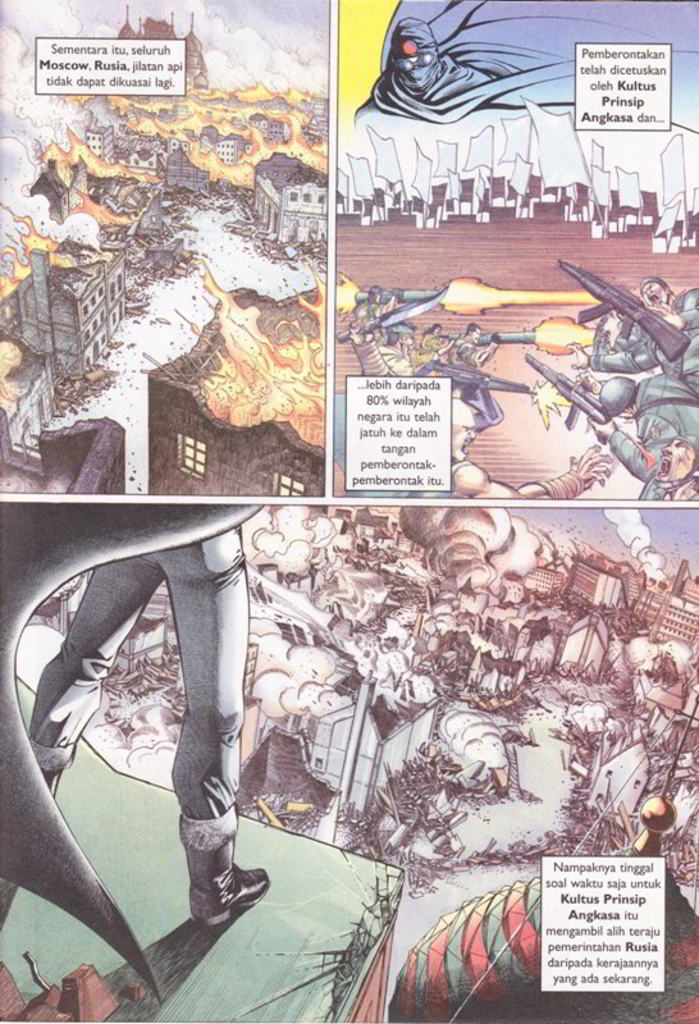 Sementara itu, seluruh
Moscow, Rusia, jilatan api
tidak dapat dikuasai lagi.
Pemberontakan
telah dicetuskan
oleh Kultus
Prinsip
Angkasa dan...
...lebih daripada
80% wilayah
negara itu telah
jatuh ke dalam
tangan
pemberontak-
pemberontak itu.
Nampaknya tinggal
soal waktu saja untuk
Kultus Prinsip
Angkasa itu
mengambil alih teraju
pemerintahan Rusia
daripada kerajaannya
yang ada sekarang.